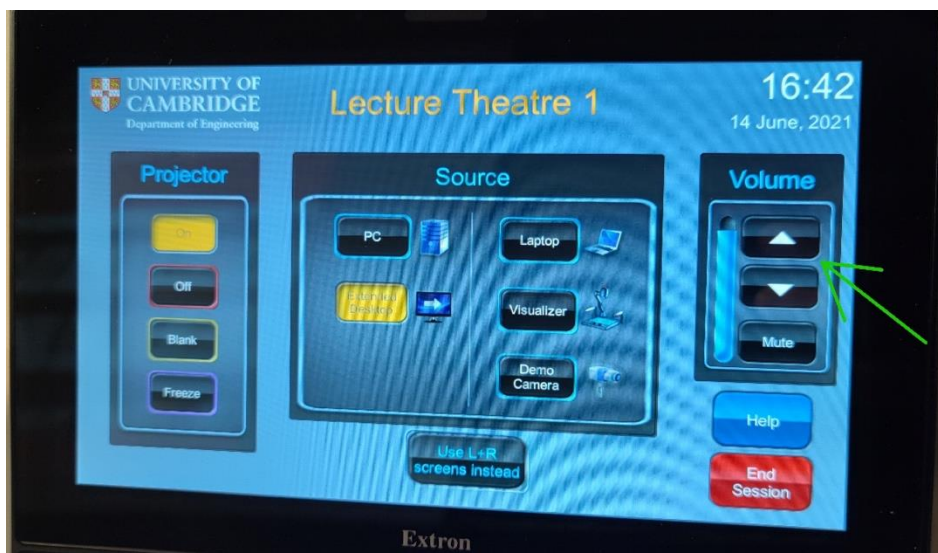 UNIVERSITY OF
CAMBRIDGE
Department of Engineering
Lecture Theatre 1
16:42
14 June, 2021
Projector
On
Off
Blank
Freeze
Source
PC
Extended
Desktop
Laptop
Visualizer
Demo
Camera
Use L+R
screens instead
Volume
Mute
Help
End
Session
Extron